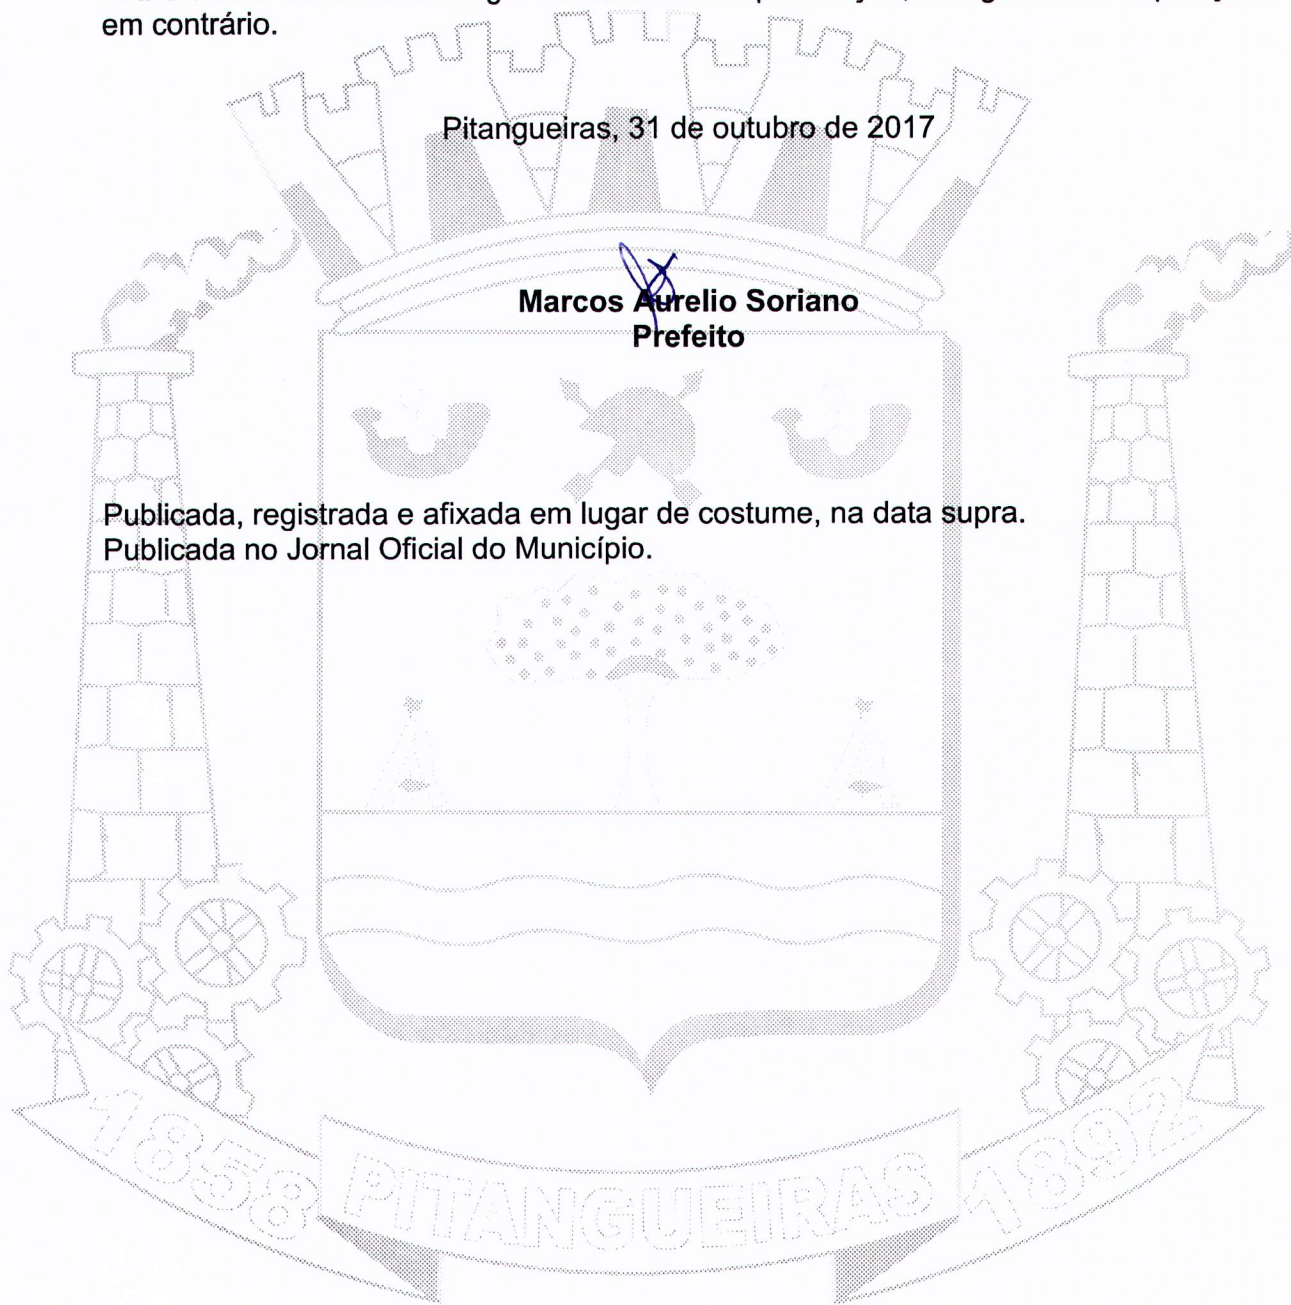 em contrário.
Pitangueiras, 31 de outubro de 2017
Marcos Aurelio Soriano
Prefeito
Publicada, registrada e afixada em lugar de costume, na data supra.
Publicada no Jornal Oficial do Município.
1858 PITANGUEIRAS 1892